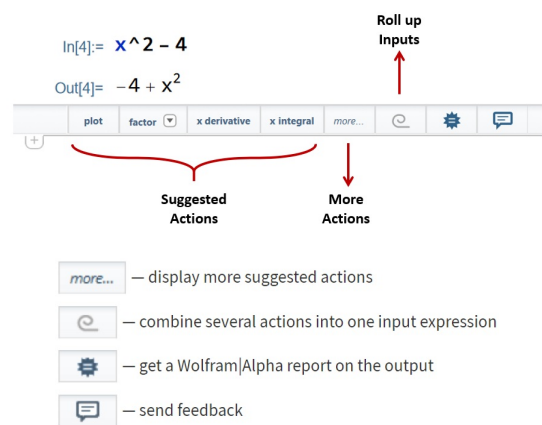 Roll up
Inputs
In[4]:= x^2 – 4
Out[4]= −4 + x²
plot factor x derivative x integral more...
Suggested
Actions
More
Actions
more... — display more suggested actions
— combine several actions into one input expression
— get a Wolfram|Alpha report on the output
— send feedback